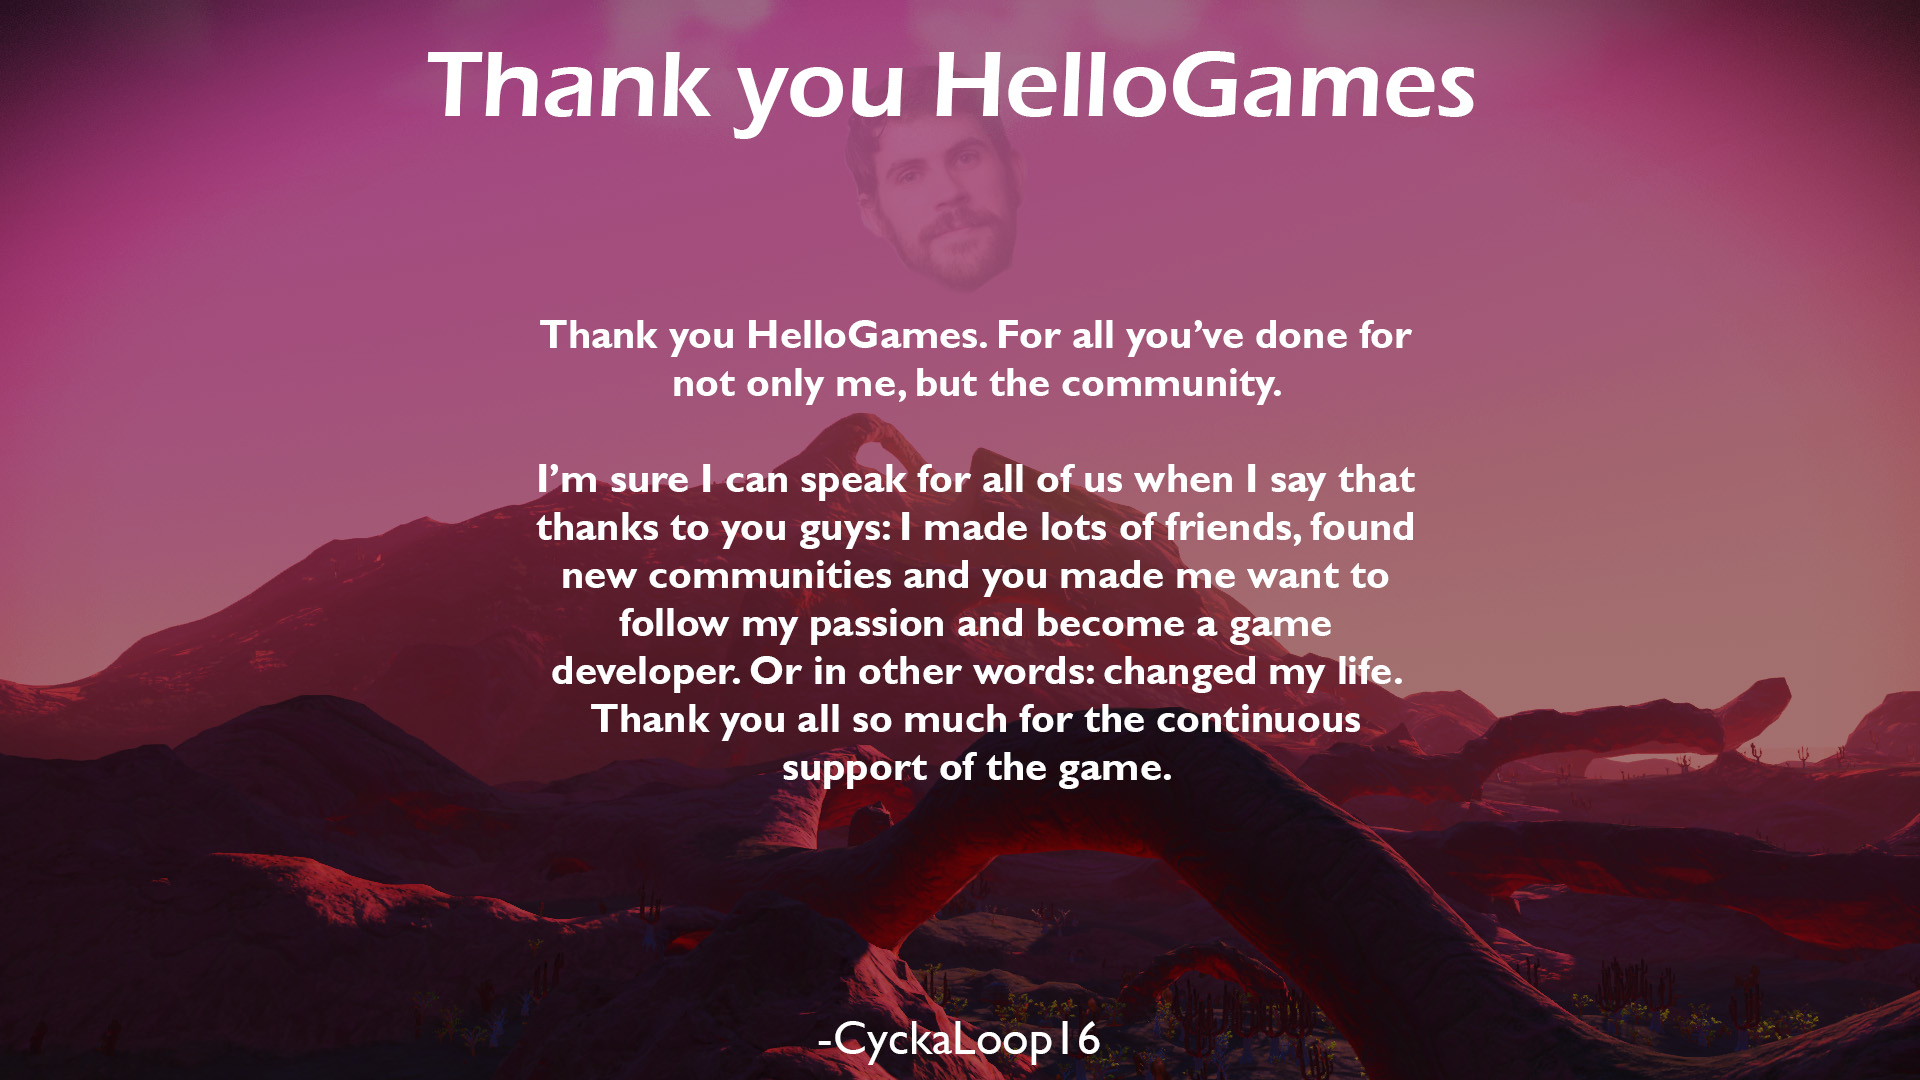 Thank you HelloGames
Thank you HelloGames. For all you’ve done for
not only me, but the community.
I’m sure I can speak for all of us when I say that
thanks to you guys: I made lots of friends, found
new communities and you made me want to
follow my passion and become a game
developer. Or in other words: changed my life.
Thank you all so much for the continuous
support of the game.
-CyckaLoop16